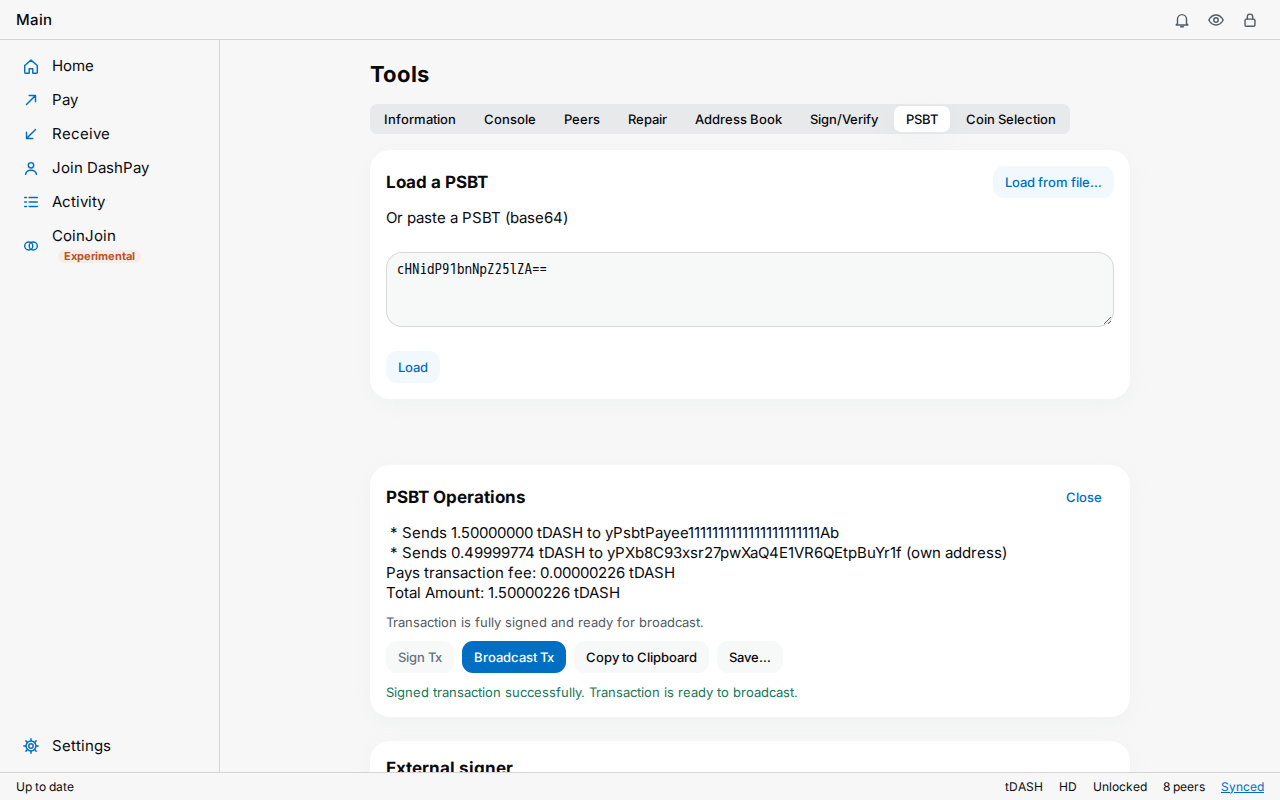 Main
Home
Pay
Receive
Join DashPay
Activity
CoinJoin
Experimental
Settings
Tools
Information Console Peers Repair Address Book Sign/Verify PSBT Coin Selection
Load a PSBT
Load from file...
Or paste a PSBT (base64)
cHNidP91bnNpZ25lZA==
Load
PSBT Operations
Close
* Sends 1.50000000 tDASH to yPsbtPayee1111111111111111111111Ab
* Sends 0.49999774 tDASH to yPXb8C93xsr27pwXaQ4E1VR6QEtpBuYr1f (own address)
Pays transaction fee: 0.00000226 tDASH
Total Amount: 1.50000226 tDASH
Transaction is fully signed and ready for broadcast.
Sign Tx Broadcast Tx Copy to Clipboard Save...
Signed transaction successfully. Transaction is ready to broadcast.
External signer
Up to date
tDASH HD Unlocked 8 peers Synced